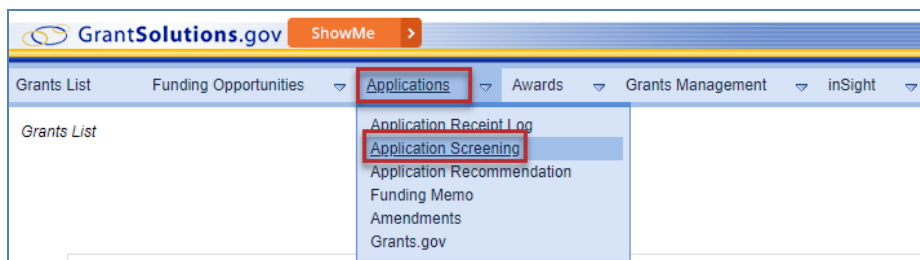 GrantSolutions.gov ShowMe >
Grants List Funding Opportunities Applications Awards Grants Management inSight
Grants List
Application Receipt Log
Application Screening
Application Recommendation
Funding Memo
Amendments
Grants.gov